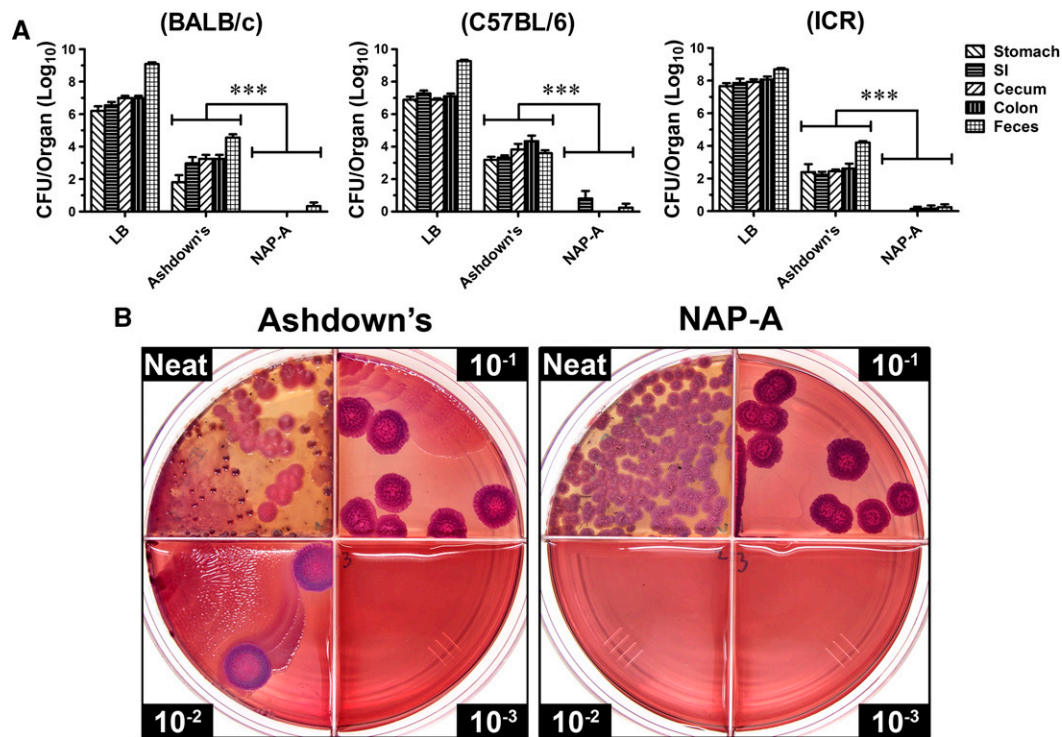 A
(BALB/c)
(C57BL/6)
(ICR)
CFU/Organ (Log10)
10
8
6
4
2
0
***
LB
Ashdown's
NAP-A
CFU/Organ (Log10)
10
8
6
4
2
0
***
LB
Ashdown's
NAP-A
CFU/Organ (Log10)
10
8
6
4
2
0
***
LB
Ashdown's
NAP-A
Stomach
SI
Cecum
Colon
Feces
B
Ashdown's
NAP-A
Neat
10-1
10-2
10-3
3
Neat
10-1
10-2
10-3
3